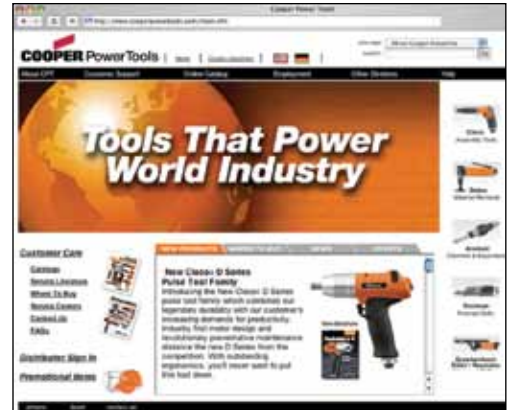 Cooper Power Tools
COOPER PowerTools
About CPT Customer Support Online Catalog Employment Other Divisions Help
Tools That Power
World Industry
Cleco
Assembly Tools
Dotco
Material Removal
Customer Care
Catalogs
Service Literature
Where To Buy
Service Centers
Contact Us
FAQs
Distributor Sign In
Promotional Items
NEW PRODUCTS
New Cleco® D Series
Pulse Tool Family
Introducing the New Cleco® D Series
pulse tool family which combines our
legendary durability with our customer's
increasing demands for productivity.
Industry first motor design and
revolutionary preventative maintenance
distance the new D Series from the
competition. With outstanding
ergonomics, you'll never want to put
this tool down.